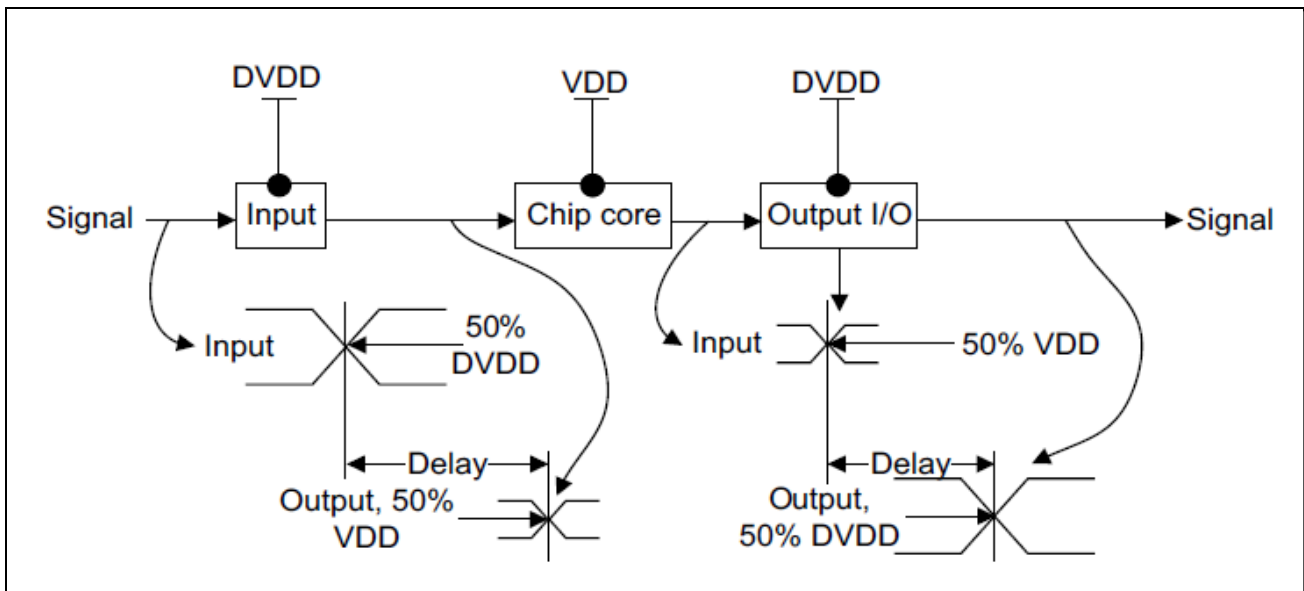 DVDD
VDD
DVDD
Signal
Input
Chip core
Output I/O
Signal
Input
50%
DVDD
Input
50% VDD
Delay
Output, 50%
VDD
Delay
Output,
50% DVDD